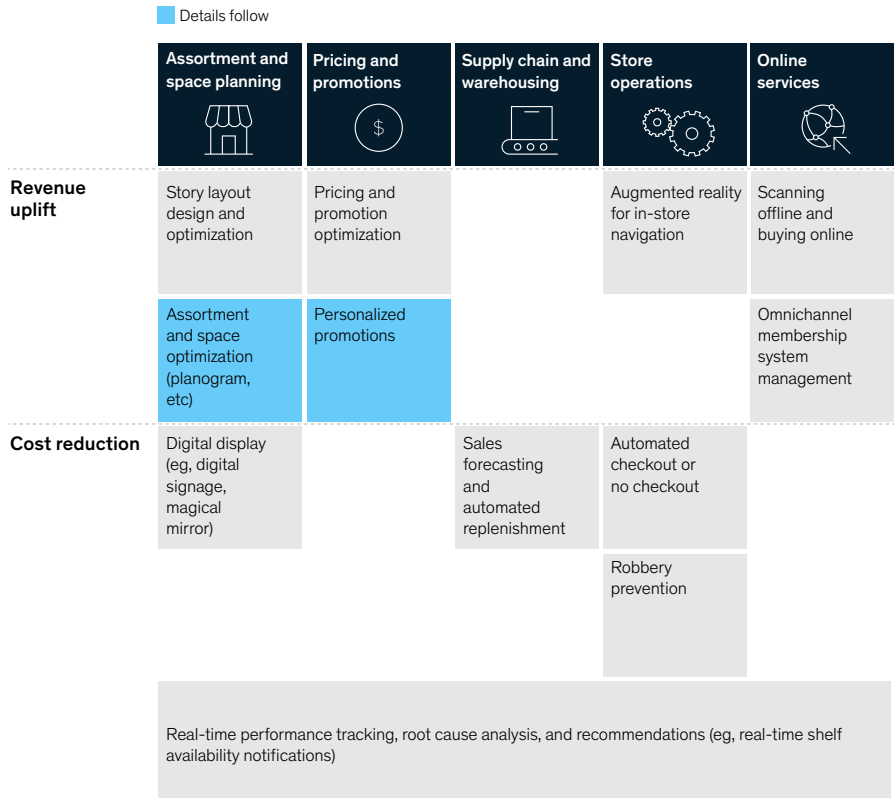 Details follow
Assortment and
space planning
Pricing and
promotions
Supply chain and
warehousing
Store
operations
Online
services
$
Revenue
uplift
Story layout
design and
optimization
Pricing and
promotion
optimization
Augmented reality
for in-store
navigation
Scanning
offline and
buying online
Assortment
and space
optimization
(planogram,
etc)
Personalized
promotions
Omnichannel
membership
system
management
Cost reduction
Digital display
(eg, digital
signage,
magical
mirror)
Sales
forecasting
and
automated
replenishment
Automated
checkout or
no checkout
Robbery
prevention
Real-time performance tracking, root cause analysis, and recommendations (eg, real-time shelf
availability notifications)